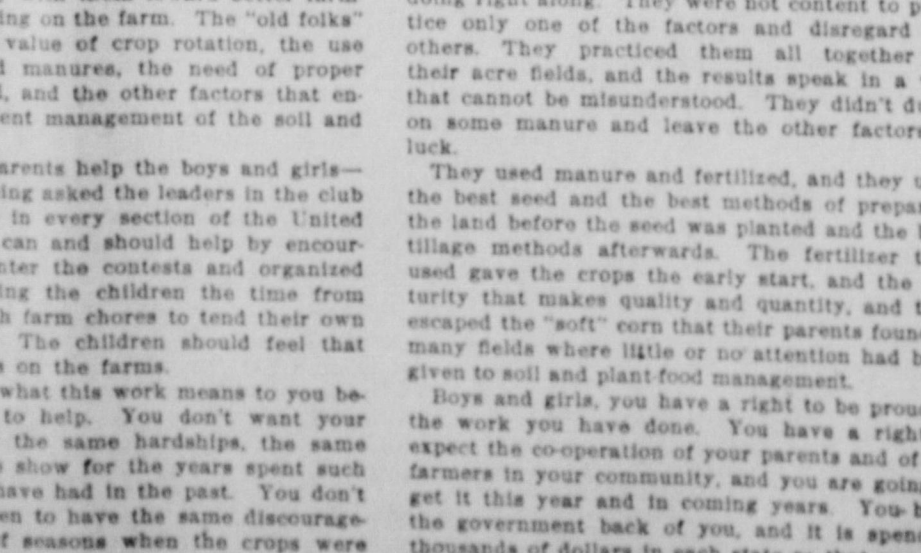 ing on the farm. The "old folks"
value of crop rotation, the use
manures, the need of proper
and the other factors that en-
ent management of the soil and
arents help the boys and girls—
ing asked the leaders in the club
in every section of the United
can and should help by encour-
nter the contests and organized
ing the children the time from
h farm chores to tend their own
The children should feel that
on the farms.
what this work means to you be-
to help. You don't want your
the same hardships, the same
show for the years spent such
have had in the past. You don't
en to have the same discourage-
f seasons when the crops were
doing right along. They were not content to p
tice only one of the factors and disregard
others. They practiced them all together
their acre fields, and the results speak in a
that cannot be misunderstood. They didn't d
on some manure and leave the other factors
luck.
They used manure and fertilized, and they u
the best seed and the best methods of prepar
the land before the seed was planted and the
tillage methods afterwards. The fertilizer t
used gave the crops the early start, and the
turity that makes quality and quantity, and t
escaped the "soft" corn that their parents foun
many fields where little or no attention had b
given to soil and plant-food management.
Boys and girls, you have a right to be prou
the work you have done. You have a right
expect the co-operation of your parents and of
farmers in your community, and you are goin
get it this year and in coming years. You b
the government back of you, and it is spen
thousands of dollars in each